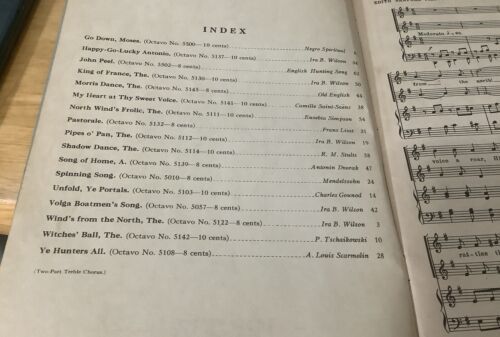 INDEX
Go Down, Moses. (Octavo No. 5500—10 cents) Negro Spiritual
Happy-Go-Lucky Antonio. (Octavo No. 5137—10 cents) Ira B. Wilson 34
John Peel. (Octavo No. 5502—8 cents) English Hunting Song 62
King of France, The. (Octavo No. 5130—10 cents) Ira B. Wilson 50
Morris Dance, The. (Octavo No. 5145—8 cents) Old English 44
My Heart at Thy Sweet Voice. (Octavo No. 5141—10 cents) Camille Saint-Saëns 38
North Wind's Frolic, The. (Octavo No. 5111—10 cents) Simpson 54
Pastorale. (Octavo No. 5132—8 cents) Franz Liszt 31
Pipes o' Pan, The. (Octavo No. 5112—10 cents) Ira B. Wilson 19
Shadow Dance, The. (Octavo No. 5114—10 cents) R. M. Stults 58
Song of Home, A. (Octavo No. 5139—8 cents) Antonin Dvorak 47
Spinning Song. (Octavo No. 5010—8 cents) Mendelssohn 24
Unfold, Ye Portals. (Octavo No. 5103—10 cents) Charles Gounod 14
Volga Boatmen's Song. (Octavo No. 5057—8 cents) Ira B. Wilson 42
Wind's from the North, The. (Octavo No. 5122—8 cents) Ira B. Wilson 3
Witches' Ball, The. (Octavo No. 5142—10 cents) P. Tschaikowski 10
Ye Hunters All. (Octavo No. 5108—8 cents) A. Louis Scarmolin 28
(Two-Part Treble Chorus.)
Moderato
from the north
voice a roar,